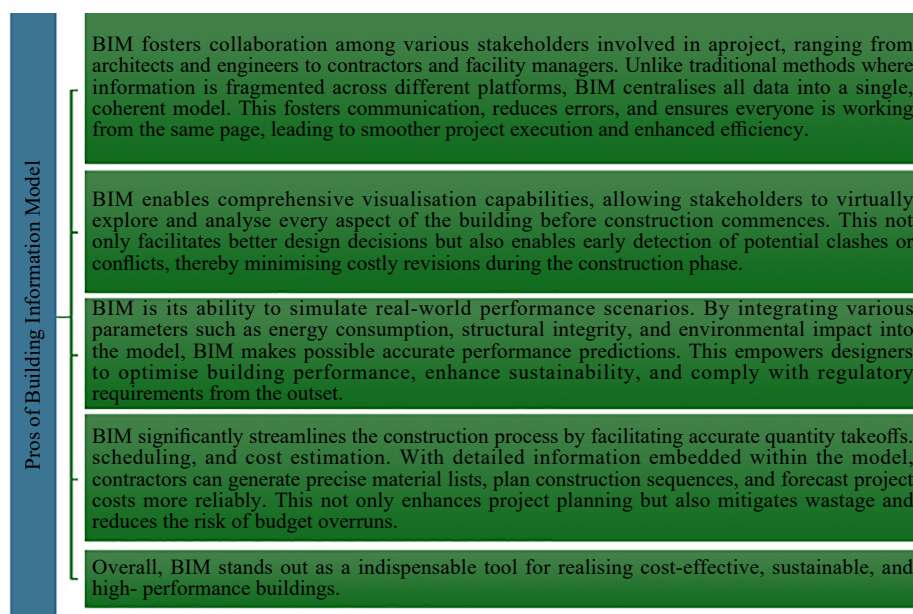 Pros of Building Information Model
BIM fosters collaboration among various stakeholders involved in aproject, ranging from
architects and engineers to contractors and facility managers. Unlike traditional methods where
information is fragmented across different platforms, BIM centralises all data into a single,
coherent model. This fosters communication, reduces errors, and ensures everyone is working
from the same page, leading to smoother project execution and enhanced efficiency.
BIM enables comprehensive visualisation capabilities, allowing stakeholders to virtually
explore and analyse every aspect of the building before construction commences. This not
only facilitates better design decisions but also enables early detection of potential clashes or
conflicts, thereby minimising costly revisions during the construction phase.
BIM is its ability to simulate real-world performance scenarios. By integrating various
parameters such as energy consumption, structural integrity, and environmental impact into
the model, BIM makes possible accurate performance predictions. This empowers designers
to optimise building performance, enhance sustainability, and comply with regulatory
requirements from the outset.
BIM significantly streamlines the construction process by facilitating accurate quantity takeoffs.
scheduling, and cost estimation. With detailed information embedded within the model,
contractors can generate precise material lists, plan construction sequences, and forecast project
costs more reliably. This not only enhances project planning but also mitigates wastage and
reduces the risk of budget overruns.
Overall, BIM stands out as a indispensable tool for realising cost-effective, sustainable, and
high- performance buildings.